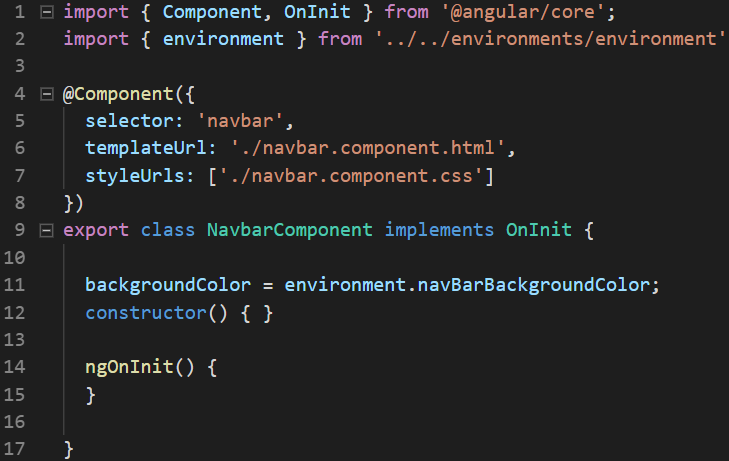 1 import { Component, OnInit } from '@angular/core';
2 import { environment } from '../../environments/environment'
3
4 @Component({
5   selector: 'navbar',
6   templateUrl: './navbar.component.html',
7   styleUrls: ['./navbar.component.css']
8 })
9 export class NavbarComponent implements OnInit {
10
11   backgroundColor = environment.navBarBackgroundColor;
12   constructor() { }
13
14   ngOnInit() {
15   }
16
17 }